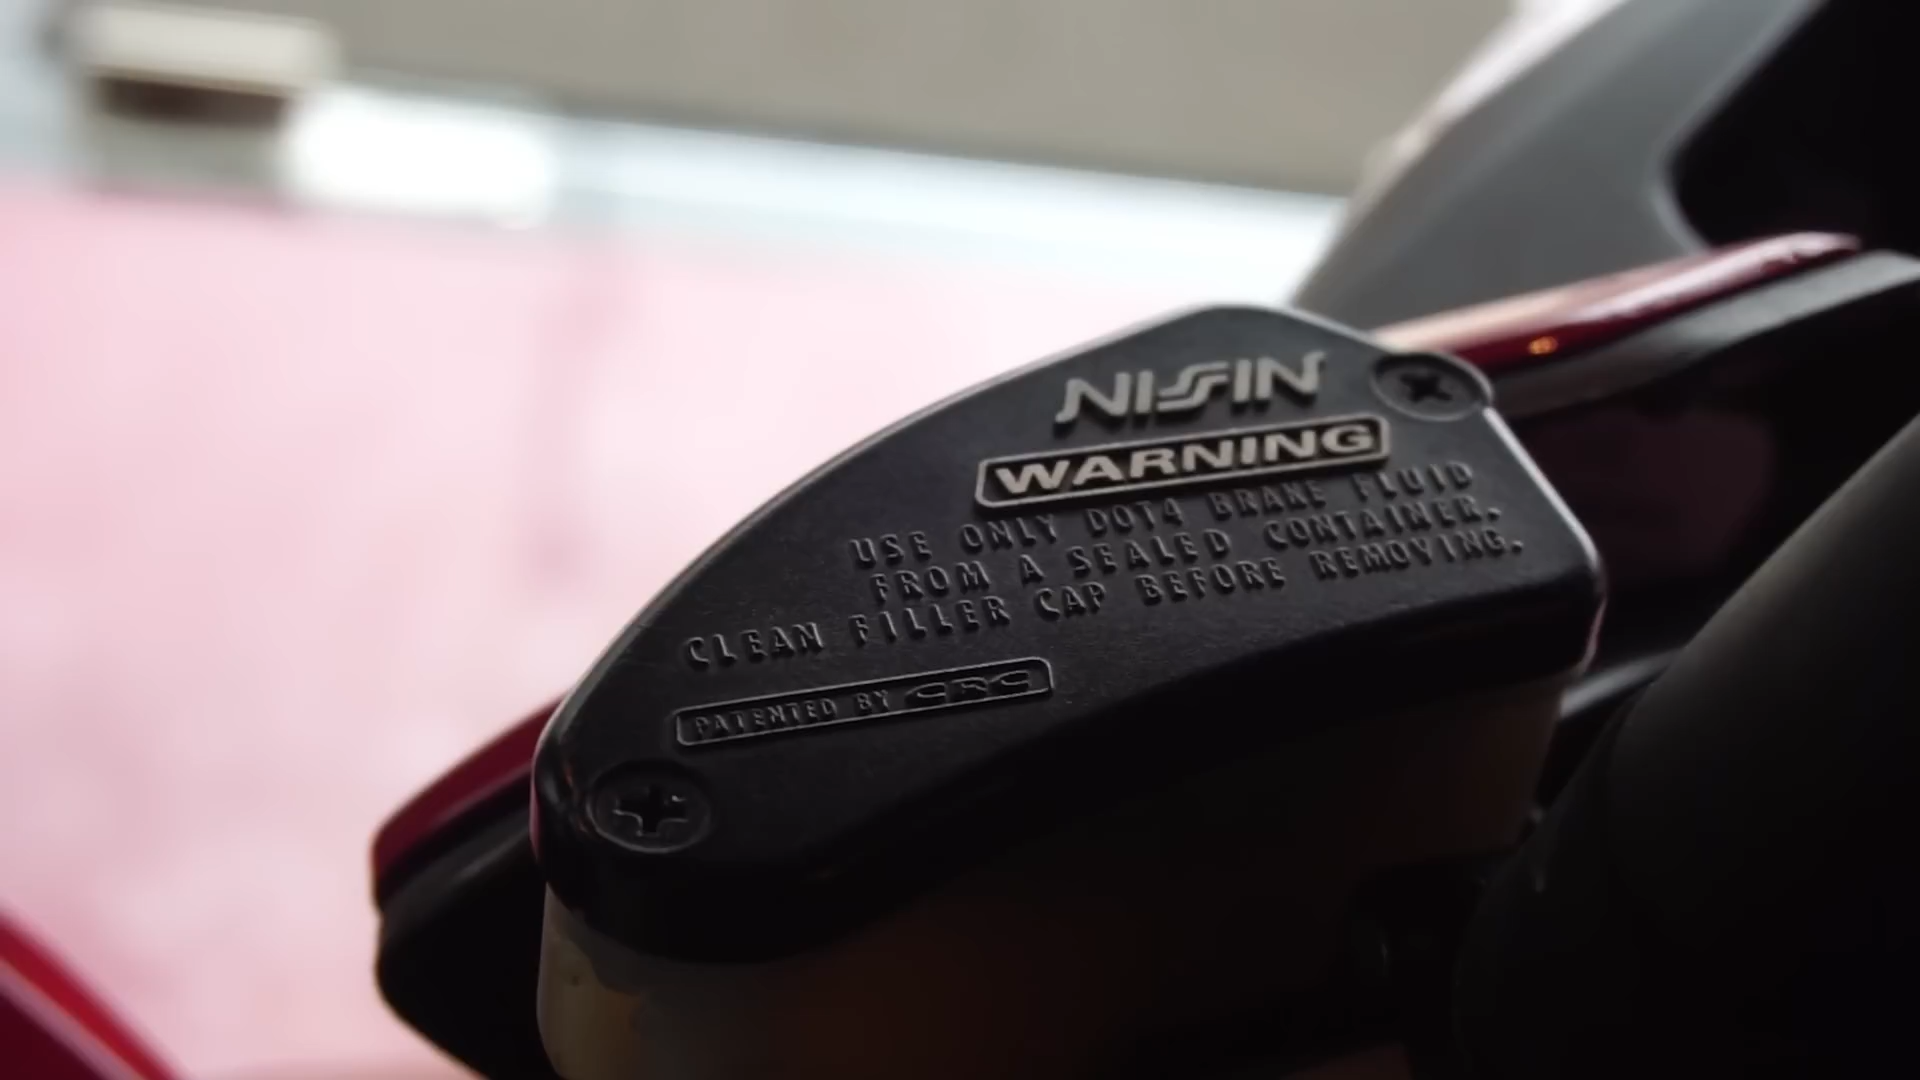 NISSIN
WARNING
USE ONLY DOT4 BRAKE FLUID
FROM A SEALED CONTAINER.
CLEAN FILLER CAP BEFORE REMOVING.
PATENTED BY